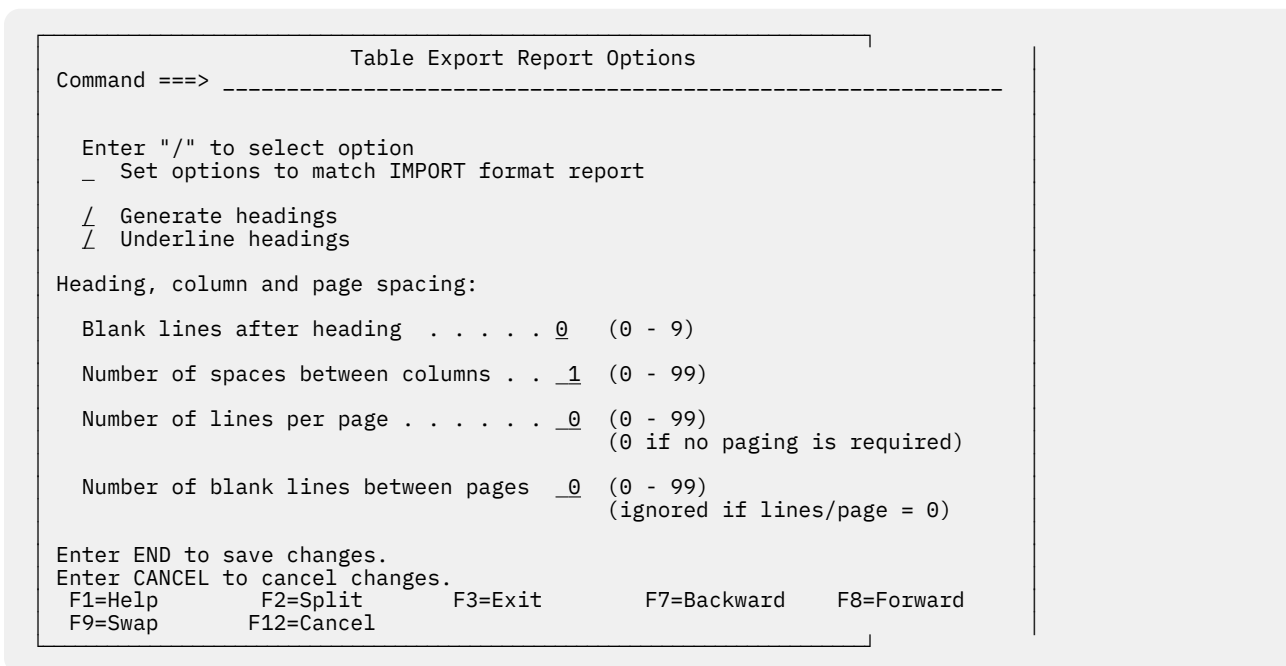 Table Export Report Options
Command ===> _____________________________________________________________
Enter "/" to select option
_ Set options to match IMPORT format report
/ Generate headings
/ Underline headings
Heading, column and page spacing:
Blank lines after heading . . . . . 0 (0 - 9)
Number of spaces between columns . . _1 (0 - 99)
Number of lines per page . . . . . . _0 (0 - 99)
(0 if no paging is required)
Number of blank lines between pages _0 (0 - 99)
(ignored if lines/page = 0)
Enter END to save changes.
Enter CANCEL to cancel changes.
F1=Help F2=Split F3=Exit F7=Backward F8=Forward
F9=Swap F12=Cancel